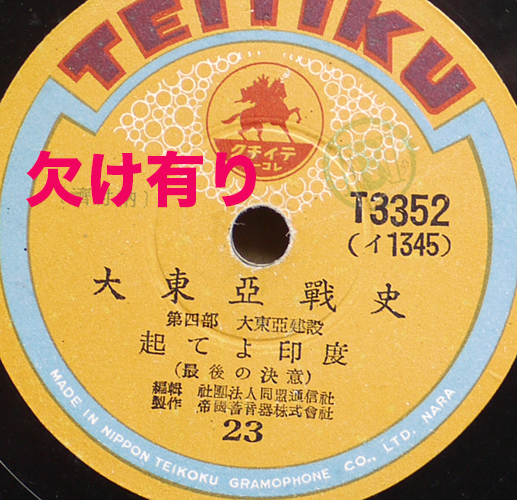 TEITIKU
クチイテ
ーコレ
欠け有り
T3352
(イ1345)
大東亞戰史
第四部 大東亞建設
起てよ印度
(最後の決意)
編輯 社團法人同盟通信社
製作 帝國蓄音器株式會社
23
MADE IN NIPPON TEIKOKU GRAMOPHONE CO., LTD. NARA